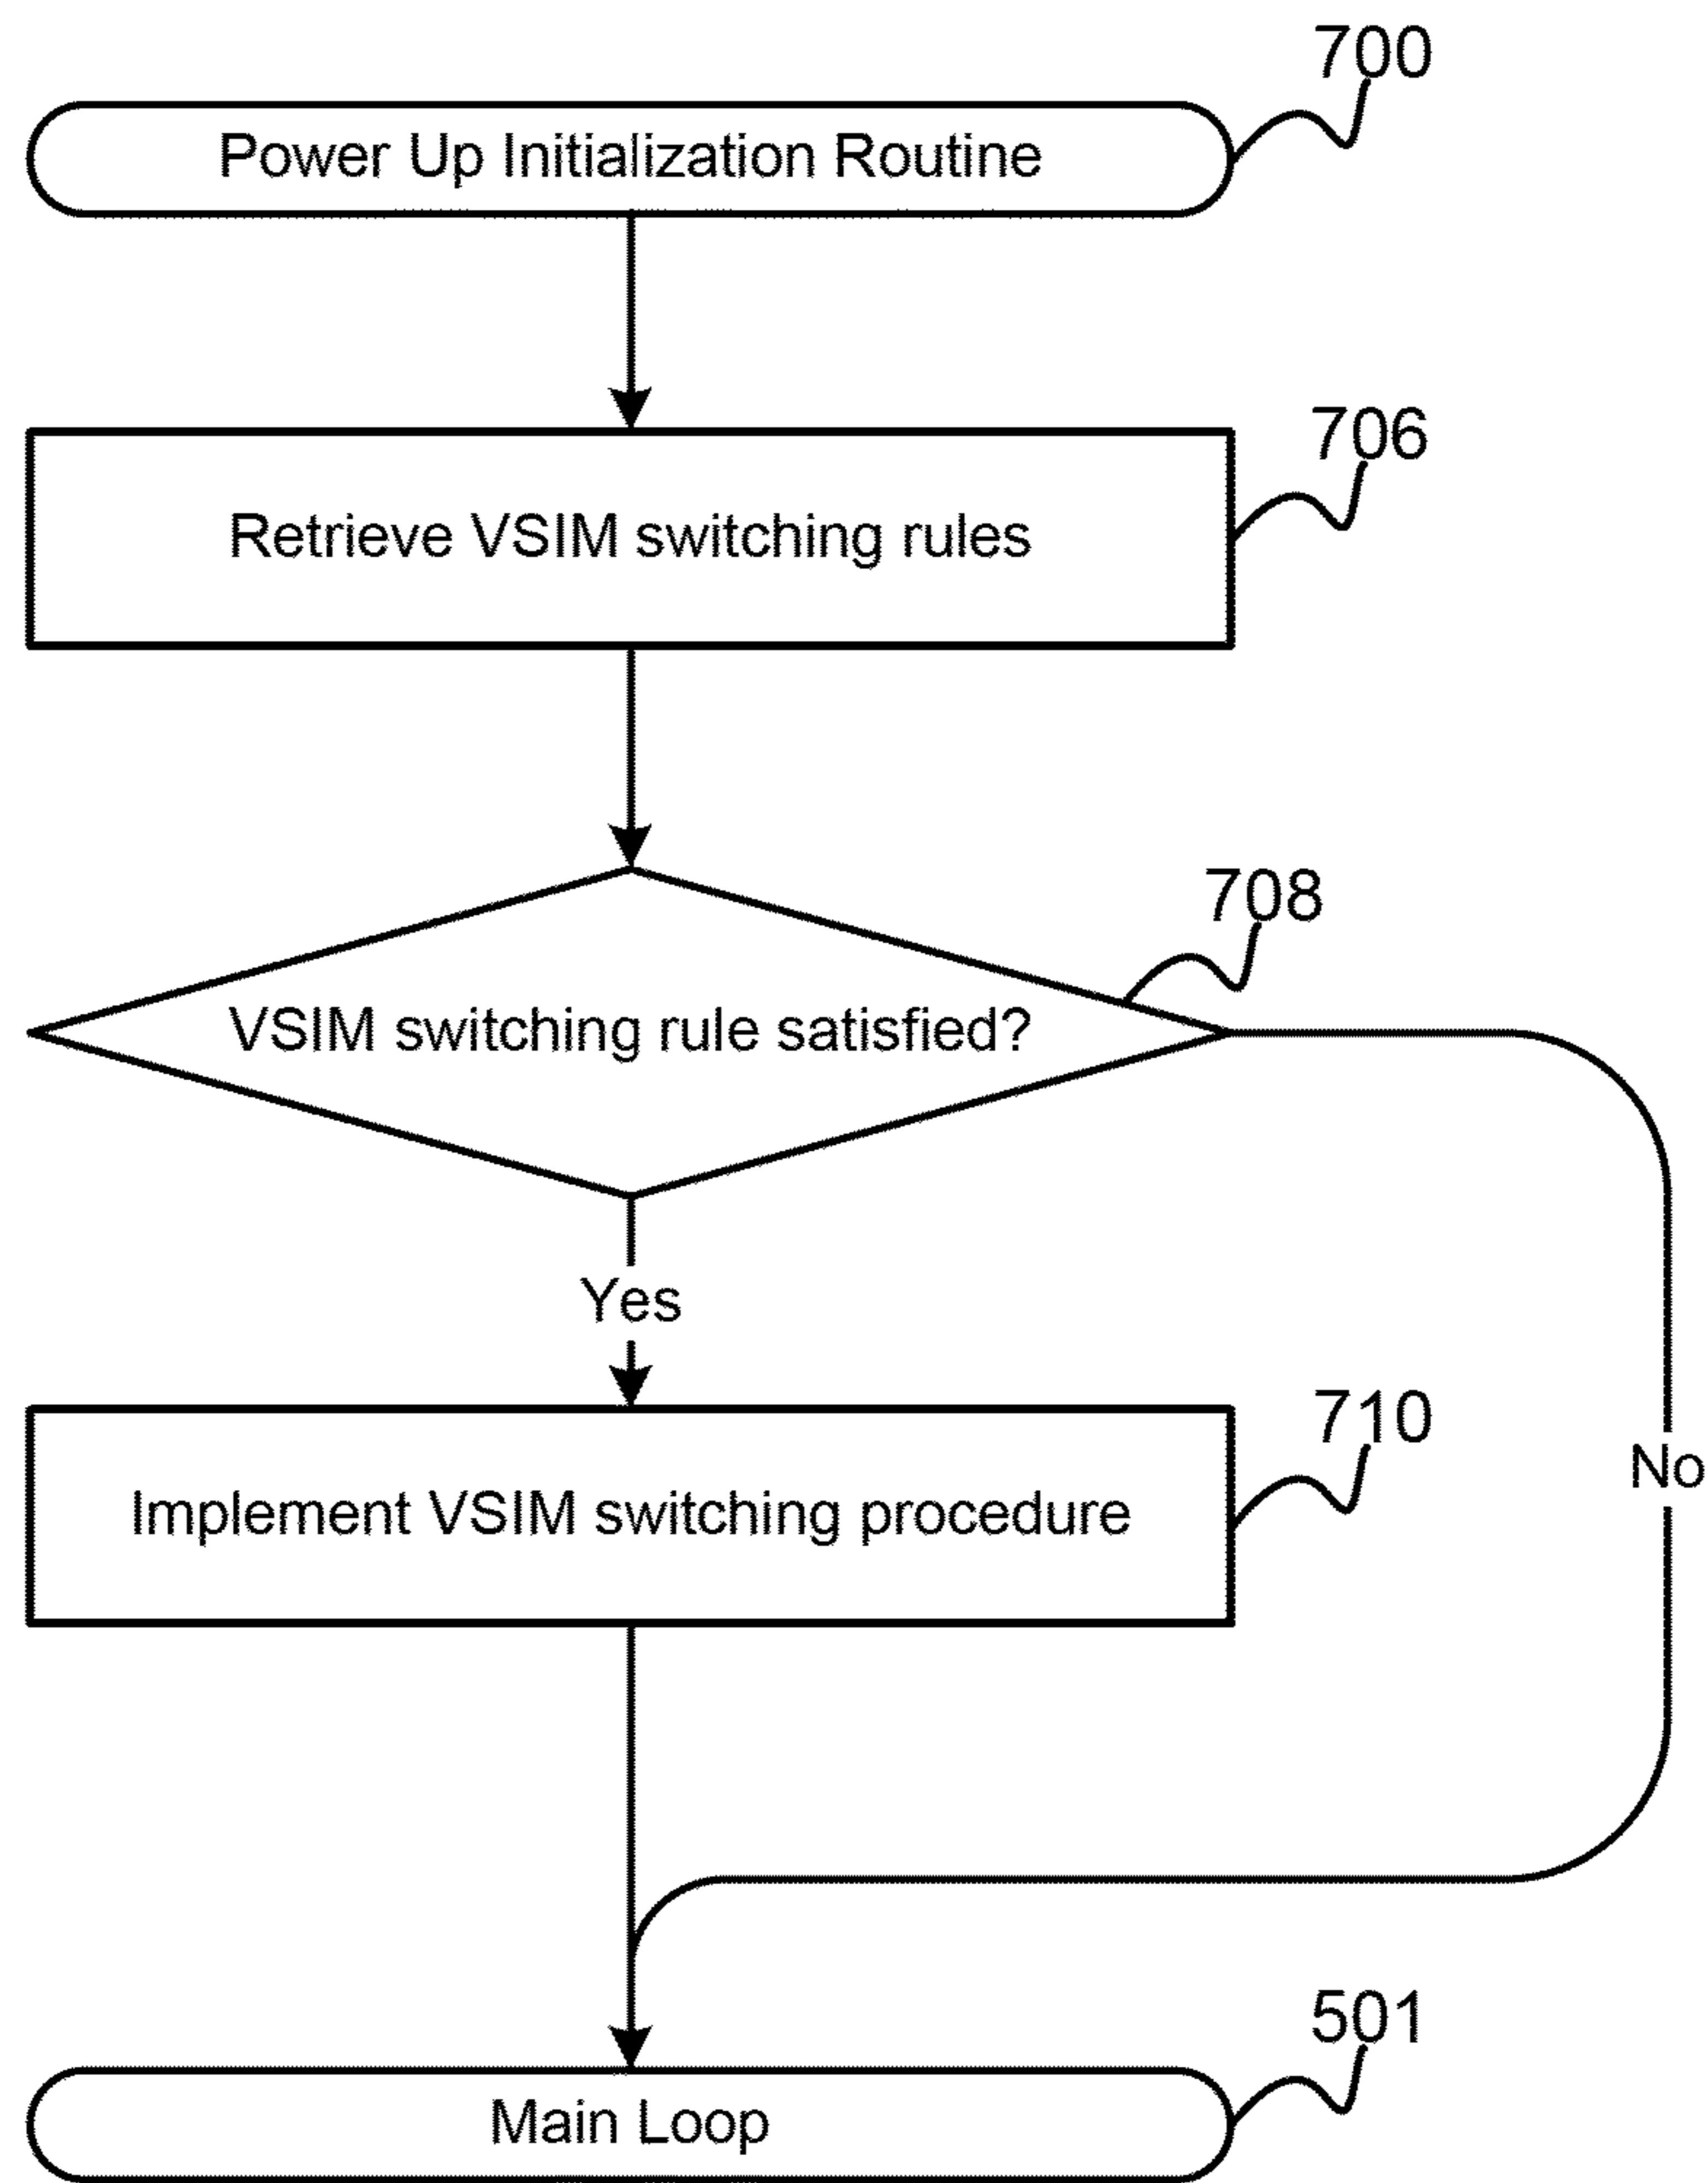 700
Power Up Initialization Routine
706
Retrieve VSIM switching rules
708
VSIM switching rule satisfied?
Yes
710
No
Implement VSIM switching procedure
501
Main Loop